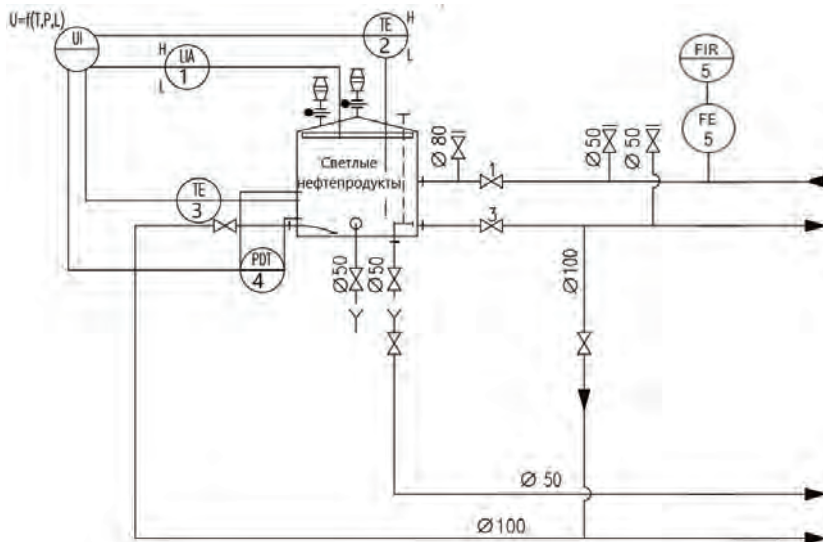 U=f(T,P,L)
UI
H
LIA
1
L
TE
2
H
L
FIR
5
FE
5
Ø 80
Ø 50
Ø 50
1
Светлые
нефтепродукты
TE
3
3
PDT
4
Ø50
Ø50
Ø100
Ø 50
Ø100